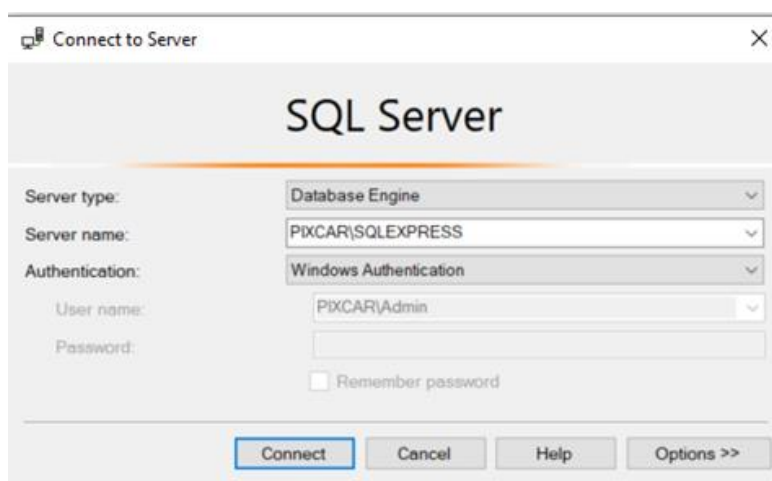 Connect to Server
SQL Server
Server type: Database Engine
Server name: PIXCAR\SQLEXPRESS
Authentication: Windows Authentication
User name: PIXCAR\Admin
Password:
Remember password
Connect Cancel Help Options >>